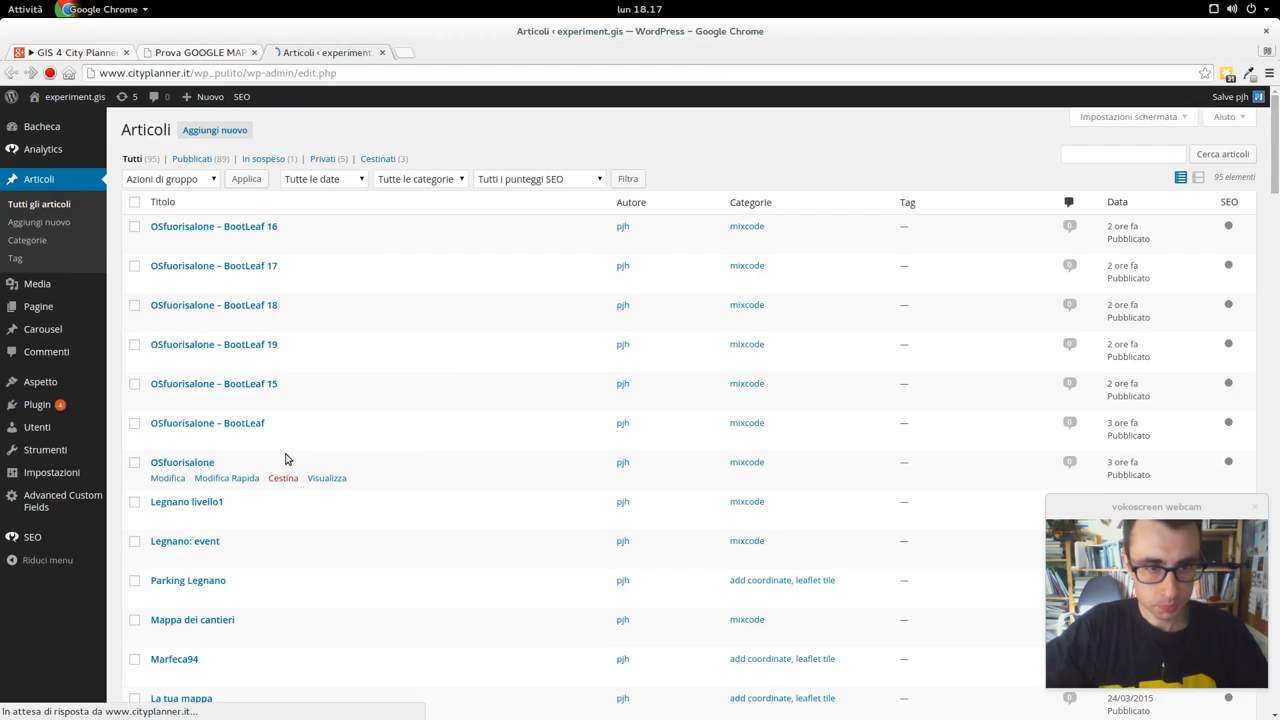 Attività
Google Chrome
lun 18.17
Articoli ‹ experiment.gis — WordPress – Google Chrome
GIS 4 City Planne
Prova GOOGLE MAP
Articoli ‹ experiment.
www.cityplanner.it/wp_pulito/wp-admin/edit.php
31
experiment.gis
5
0
Nuovo
SEO
Salve pjh
Bacheca
Analytics
Articoli
Tutti gli articoli
Aggiungi nuovo
Categorie
Tag
Media
Pagine
Carousel
Commenti
Aspetto
Plugin 4
Utenti
Strumenti
Impostazioni
Advanced Custom
Fields
SEO
Riduci menu
Articoli Aggiungi nuovo
Impostazioni schermata
Aiuto
Tutti (95) | Pubblicati (89) | In sospeso (1) | Privati (5) | Cestinati (3)
Cerca articoli
Azioni di gruppo
Applica
Tutte le date
Tutte le categorie
Tutti i punteggi SEO
Filtra
95 elementi
Titolo Autore Categorie Tag Data SEO
OSfuorisalone – BootLeaf 16 pjh mixcode — 0 2 ore fa
Pubblicato
OSfuorisalone – BootLeaf 17 pjh mixcode — 0 2 ore fa
Pubblicato
OSfuorisalone – BootLeaf 18 pjh mixcode — 0 2 ore fa
Pubblicato
OSfuorisalone – BootLeaf 19 pjh mixcode — 0 2 ore fa
Pubblicato
OSfuorisalone – BootLeaf 15 pjh mixcode — 0 2 ore fa
Pubblicato
OSfuorisalone – BootLeaf pjh mixcode — 0 3 ore fa
Pubblicato
OSfuorisalone pjh mixcode — 0 3 ore fa
Modifica | Modifica Rapida | Cestina | Visualizza
Pubblicato
Legnano livello1 pjh mixcode —
vokoscreen webcam
Legnano: event pjh mixcode —
Parking Legnano pjh add coordinate, leaflet tile —
Mappa dei cantieri pjh mixcode —
Marfeca94 pjh add coordinate, leaflet tile —
La tua mappa pjh add coordinate, leaflet tile — 0 24/03/2015
Pubblicato
In attesa di risposta da www.cityplanner.it...